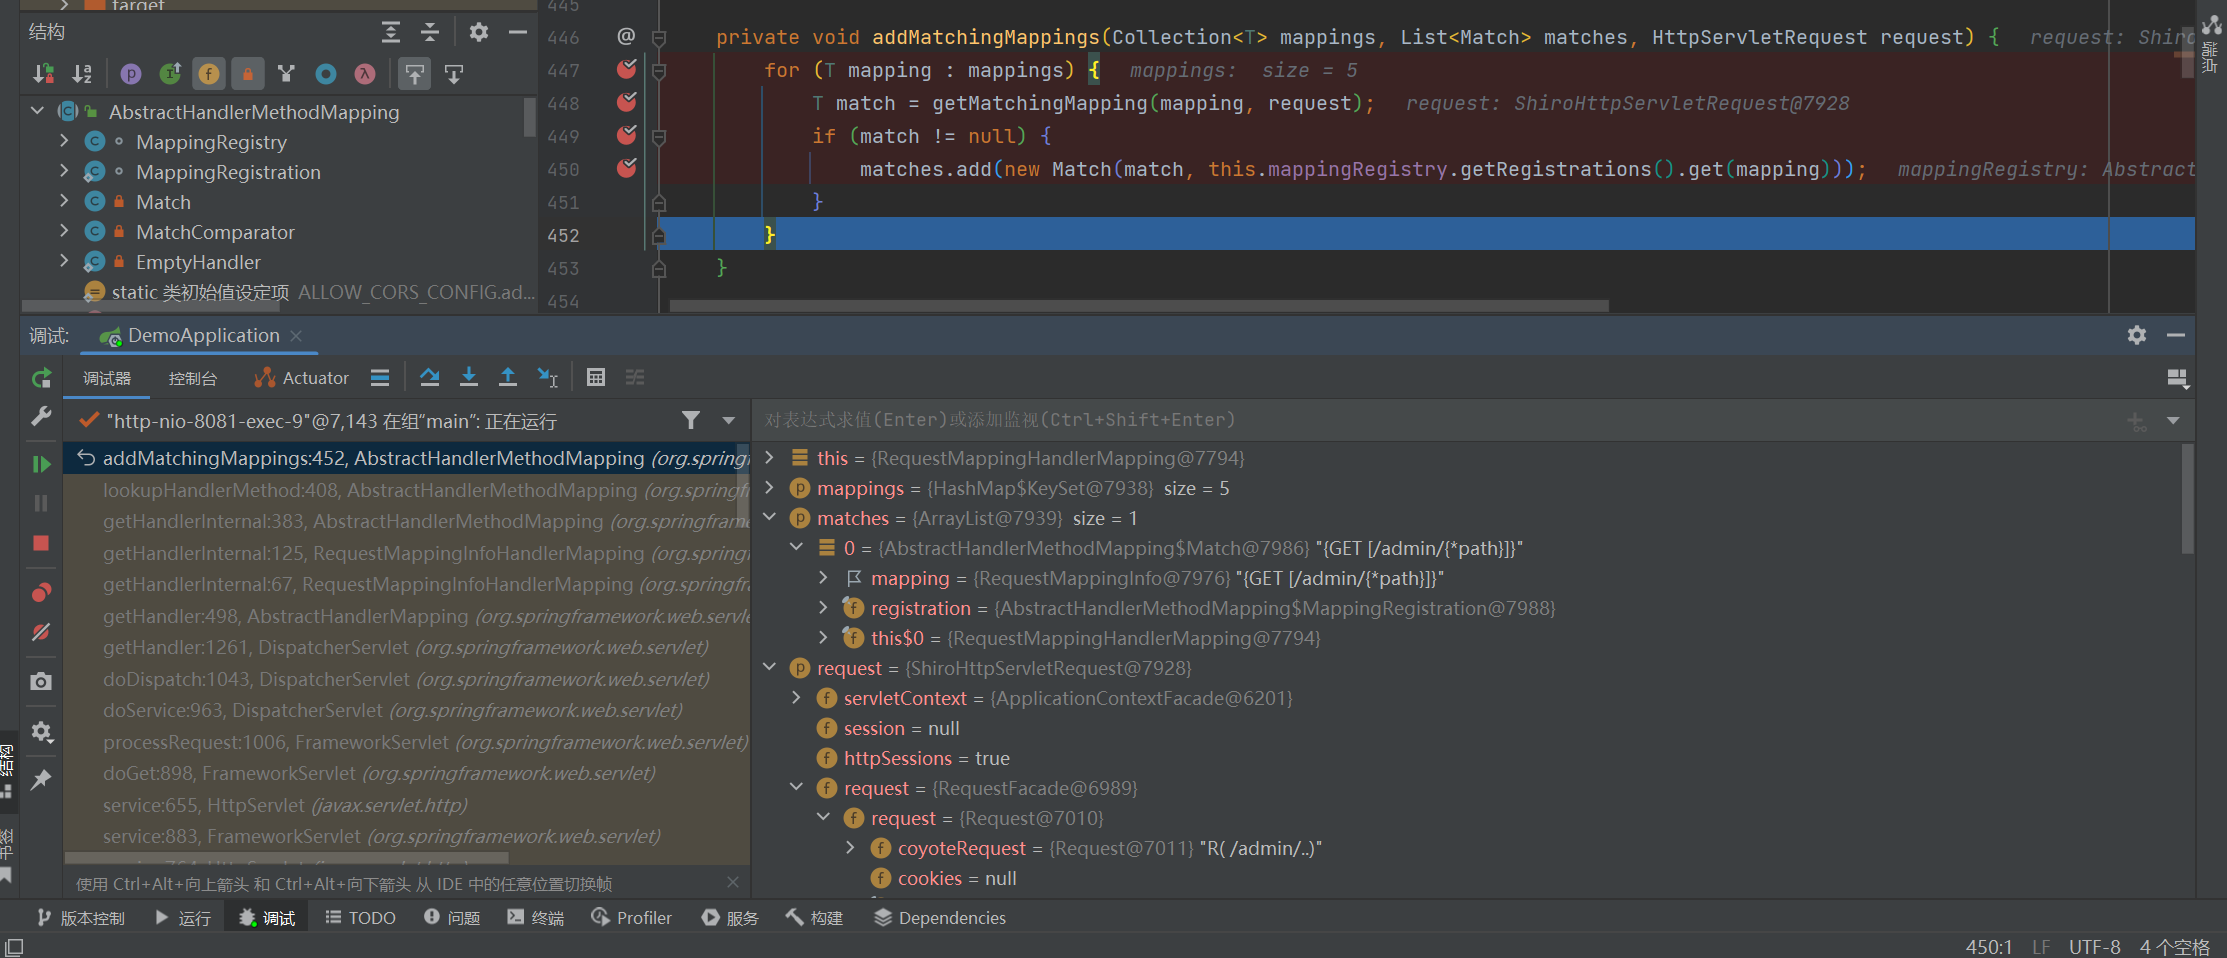 target
结构
AbstractHandlerMethodMapping
MappingRegistry
MappingRegistration
Match
MatchComparator
EmptyHandler
static 类初始值设定项 ALLOW_CORS_CONFIG.ad...
445
446 @ private void addMatchingMappings(Collection<T> mappings, List<Match> matches, HttpServletRequest request) { request: Shiro
447 for (T mapping : mappings) { mappings: size = 5
448 T match = getMatchingMapping(mapping, request); request: ShiroHttpServletRequest@7928
449 if (match != null) {
450 matches.add(new Match(match, this.mappingRegistry.getRegistrations().get(mapping))); mappingRegistry: Abstract
451 }
452 }
453 }
454
调试: DemoApplication
调试器 控制台 Actuator
"http-nio-8081-exec-9"@7,143 在组"main": 正在运行
addMatchingMappings:452, AbstractHandlerMethodMapping (org.springf
lookupHandlerMethod:408, AbstractHandlerMethodMapping (org.springf
getHandlerInternal:383, AbstractHandlerMethodMapping (org.springfram
getHandlerInternal:125, RequestMappingInfoHandlerMapping (org.spring
getHandlerInternal:67, RequestMappingInfoHandlerMapping (org.springf
getHandler:498, AbstractHandlerMapping (org.springframework.web.servle
getHandler:1261, DispatcherServlet (org.springframework.web.servlet)
doDispatch:1043, DispatcherServlet (org.springframework.web.servlet)
doService:963, DispatcherServlet (org.springframework.web.servlet)
processRequest:1006, FrameworkServlet (org.springframework.web.servlet)
doGet:898, FrameworkServlet (org.springframework.web.servlet)
service:655, HttpServlet (javax.servlet.http)
service:883, FrameworkServlet (org.springframework.web.servlet)
使用 Ctrl+Alt+向上箭头 和 Ctrl+Alt+向下箭头 从 IDE 中的任意位置切换帧
对表达式求值(Enter)或添加监视(Ctrl+Shift+Enter)
this = {RequestMappingHandlerMapping@7794}
mappings = {HashMap$KeySet@7938} size = 5
matches = {ArrayList@7939} size = 1
0 = {AbstractHandlerMethodMapping$Match@7986} "{GET [/admin/{*path}]}"
mapping = {RequestMappingInfo@7976} "{GET [/admin/{*path}]}"
registration = {AbstractHandlerMethodMapping$MappingRegistration@7988}
this$0 = {RequestMappingHandlerMapping@7794}
request = {ShiroHttpServletRequest@7928}
servletContext = {ApplicationContextFacade@6201}
session = null
httpSessions = true
request = {RequestFacade@6989}
request = {Request@7010}
coyoteRequest = {Request@7011} "R( /admin/..)"
cookies = null
结构
版本控制 运行 调试 TODO 问题 终端 Profiler 服务 构建 Dependencies
450:1 LF UTF-8 4 个空格